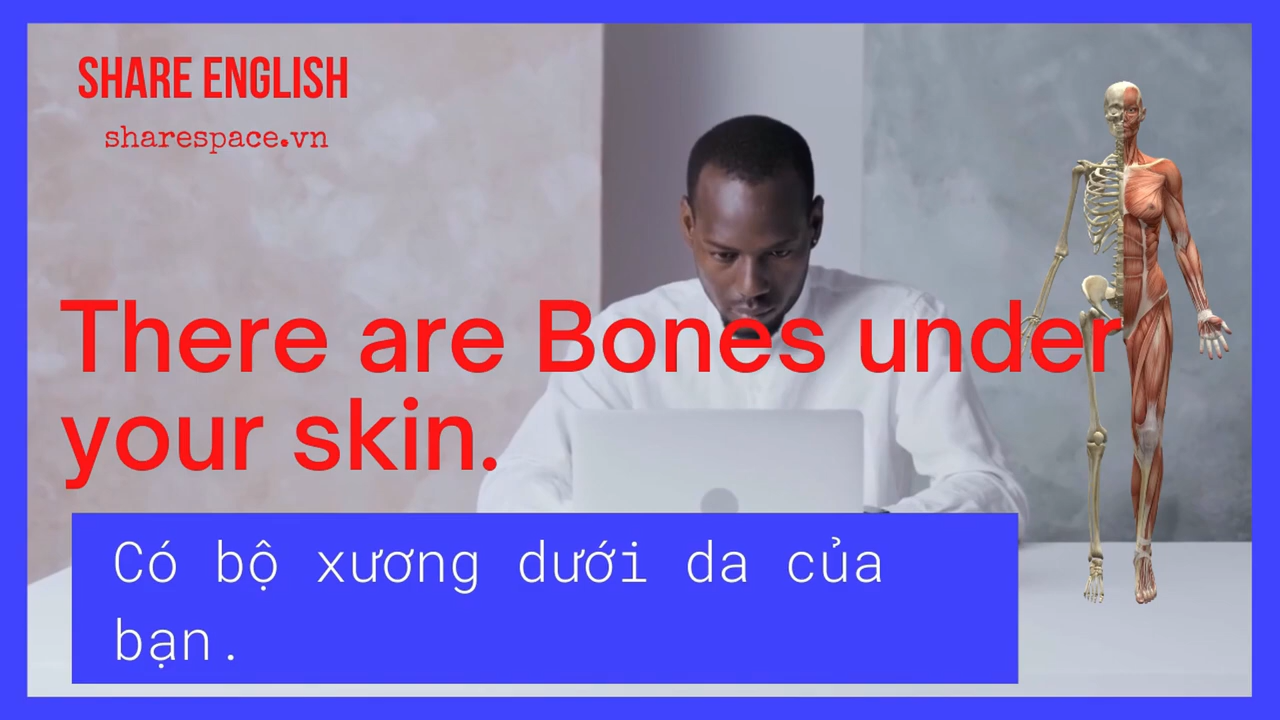 SHARE ENGLISH
sharespace.vn
There are Bones under
your skin.
Có bộ xương dưới da của
bạn.